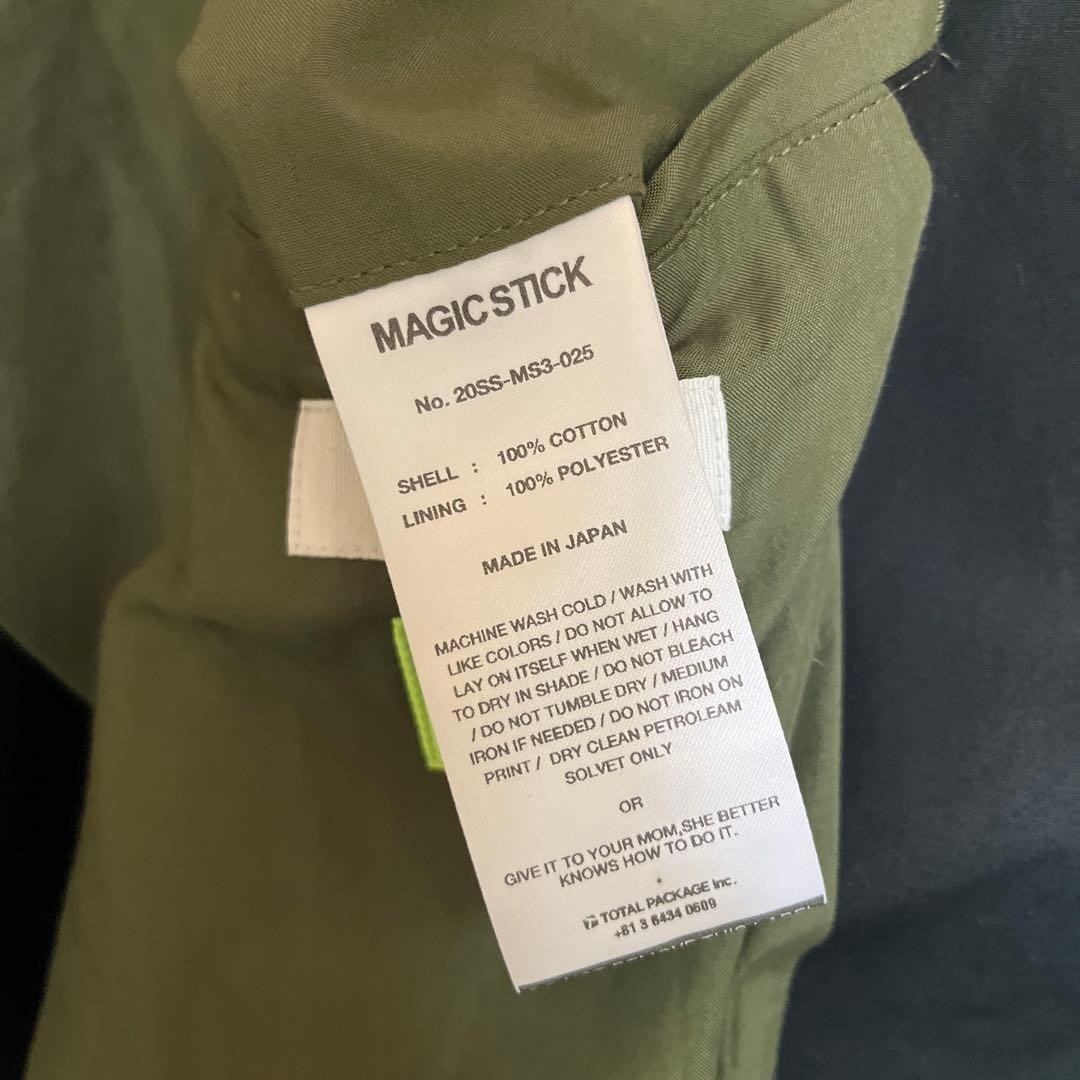 MAGIC STICK
No. 20SS-MS3-025
SHELL : 100% COTTON
LINING : 100% POLYESTER
MADE IN JAPAN
MACHINE WASH COLD / WASH WITH
LIKE COLORS / DO NOT ALLOW TO
LAY ON ITSELF WHEN WET / HANG
TO DRY IN SHADE / DO NOT BLEACH
/ DO NOT TUMBLE DRY / MEDIUM
IRON IF NEEDED / DO NOT IRON ON
PRINT / DRY CLEAN PETROLEAM
SOLVET ONLY
OR
GIVE IT TO YOUR MOM,SHE BETTER
KNOWS HOW TO DO IT.
TOTAL PACKAGE Inc.
+81 3 6434 0609